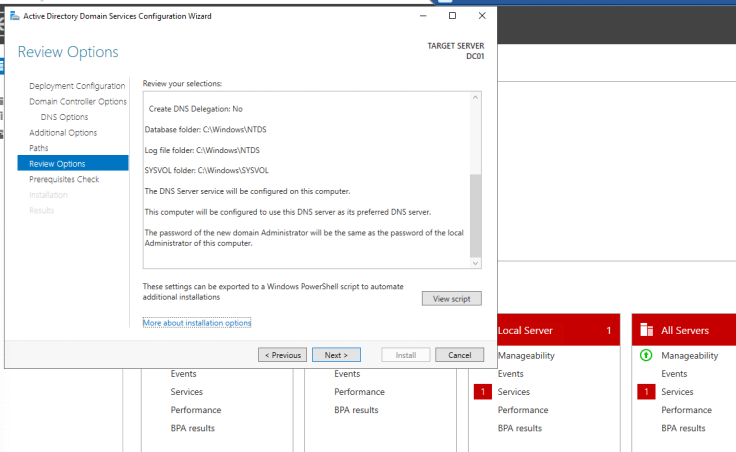 Active Directory Domain Services Configuration Wizard
Review Options
TARGET SERVER
DC01
Deployment Configuration
Domain Controller Options
DNS Options
Additional Options
Paths
Review Options
Prerequisites Check
Installation
Results
Review your selections:
Create DNS Delegation: No
Database folder: C:\Windows\NTDS
Log file folder: C:\Windows\NTDS
SYSVOL folder: C:\Windows\SYSVOL
The DNS Server service will be configured on this computer.
This computer will be configured to use this DNS server as its preferred DNS server.
The password of the new domain Administrator will be the same as the password of the local
Administrator of this computer.
These settings can be exported to a Windows PowerShell script to automate
additional installations
View script
More about installation options
< Previous
Next >
Install
Cancel
Events
Services
Performance
BPA results
Events
Performance
BPA results
Local Server 1
Manageability
Events
1 Services
Performance
BPA results
All Servers
Manageability
Events
1 Services
Performance
BPA results